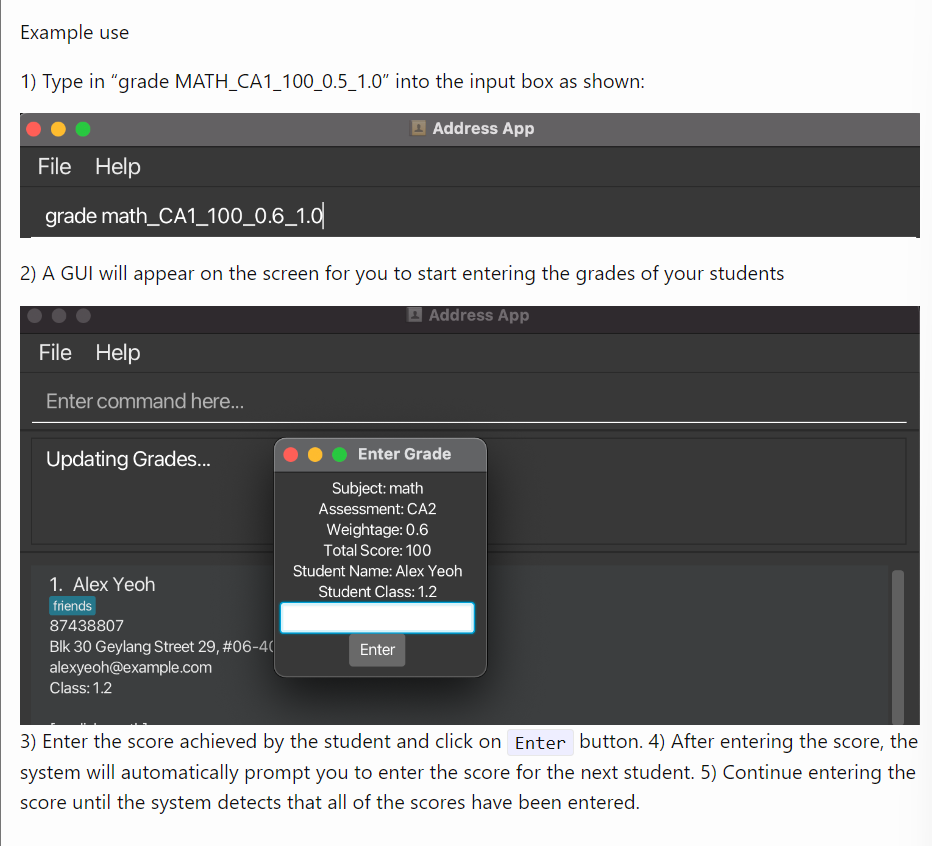 Example use
1) Type in “grade MATH_CA1_100_0.5_1.0” into the input box as shown:
Address App
File Help
grade math_CA1_100_0.6_1.0
2) A GUI will appear on the screen for you to start entering the grades of your students
Address App
File Help
Enter command here...
Updating Grades...
Enter Grade
Subject: math
Assessment: CA2
Weightage: 0.6
Total Score: 100
Student Name: Alex Yeoh
Student Class: 1.2
Enter
1. Alex Yeoh
friends
87438807
Blk 30 Geylang Street 29, #06-40
alexyeoh@example.com
Class: 1.2
3) Enter the score achieved by the student and click on Enter button. 4) After entering the score, the
system will automatically prompt you to enter the score for the next student. 5) Continue entering the
score until the system detects that all of the scores have been entered.